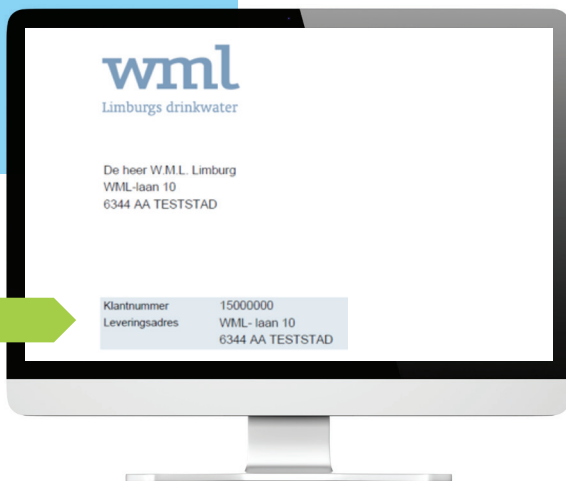 wml
Limburgs drinkwater
De heer W.M.L. Limburg
WML-laan 10
6344 AA TESTSTAD
Klantnummer 15000000
Leveringsadres WML- laan 10
6344 AA TESTSTAD